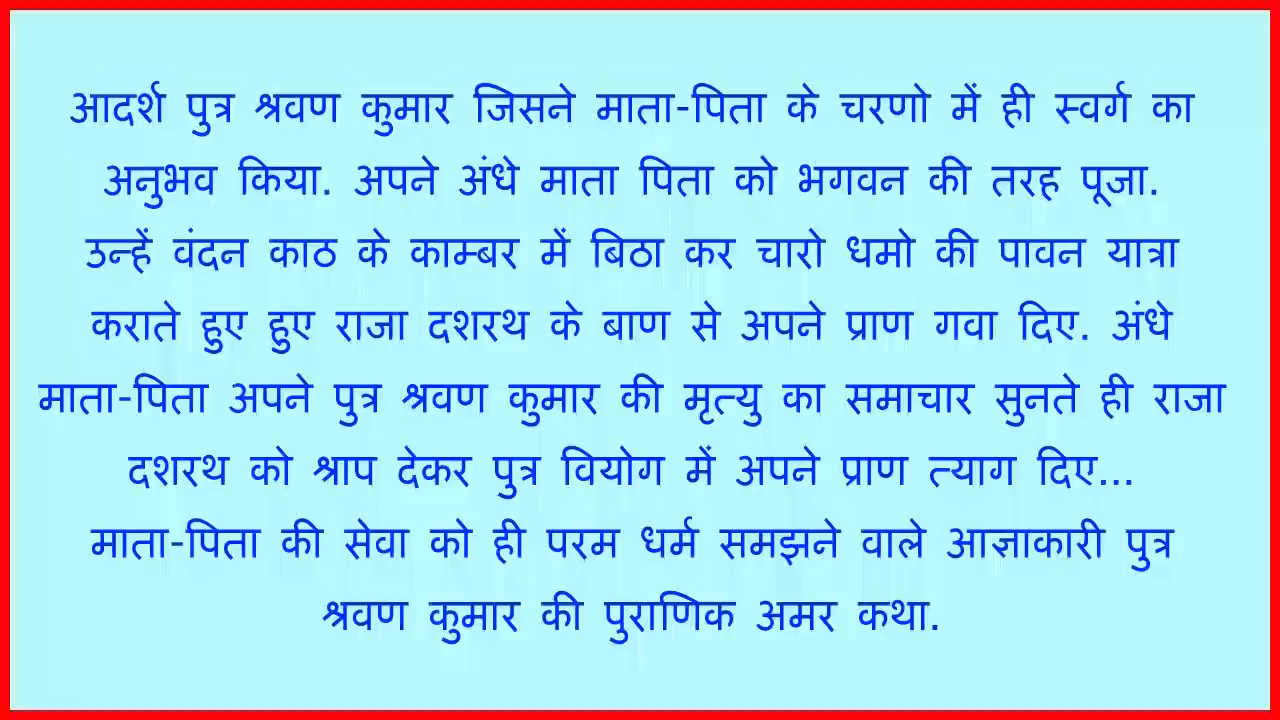 आदर्श पुत्र श्रवण कुमार जिसने माता-पिता के चरणो में ही स्वर्ग का
अनुभव किया. अपने अंधे माता पिता को भगवन की तरह पूजा.
उन्हें वंदन काठ के काम्बर में बिठा कर चारो धमो की पावन यात्रा
कराते हुए हुए राजा दशरथ के बाण से अपने प्राण गवा दिए. अंधे
माता-पिता अपने पुत्र श्रवण कुमार की मृत्यु का समाचार सुनते ही राजा
दशरथ को श्राप देकर पुत्र वियोग में अपने प्राण त्याग दिए...
माता-पिता की सेवा को ही परम धर्म समझने वाले आज्ञाकारी पुत्र
श्रवण कुमार की पुराणिक अमर कथा.